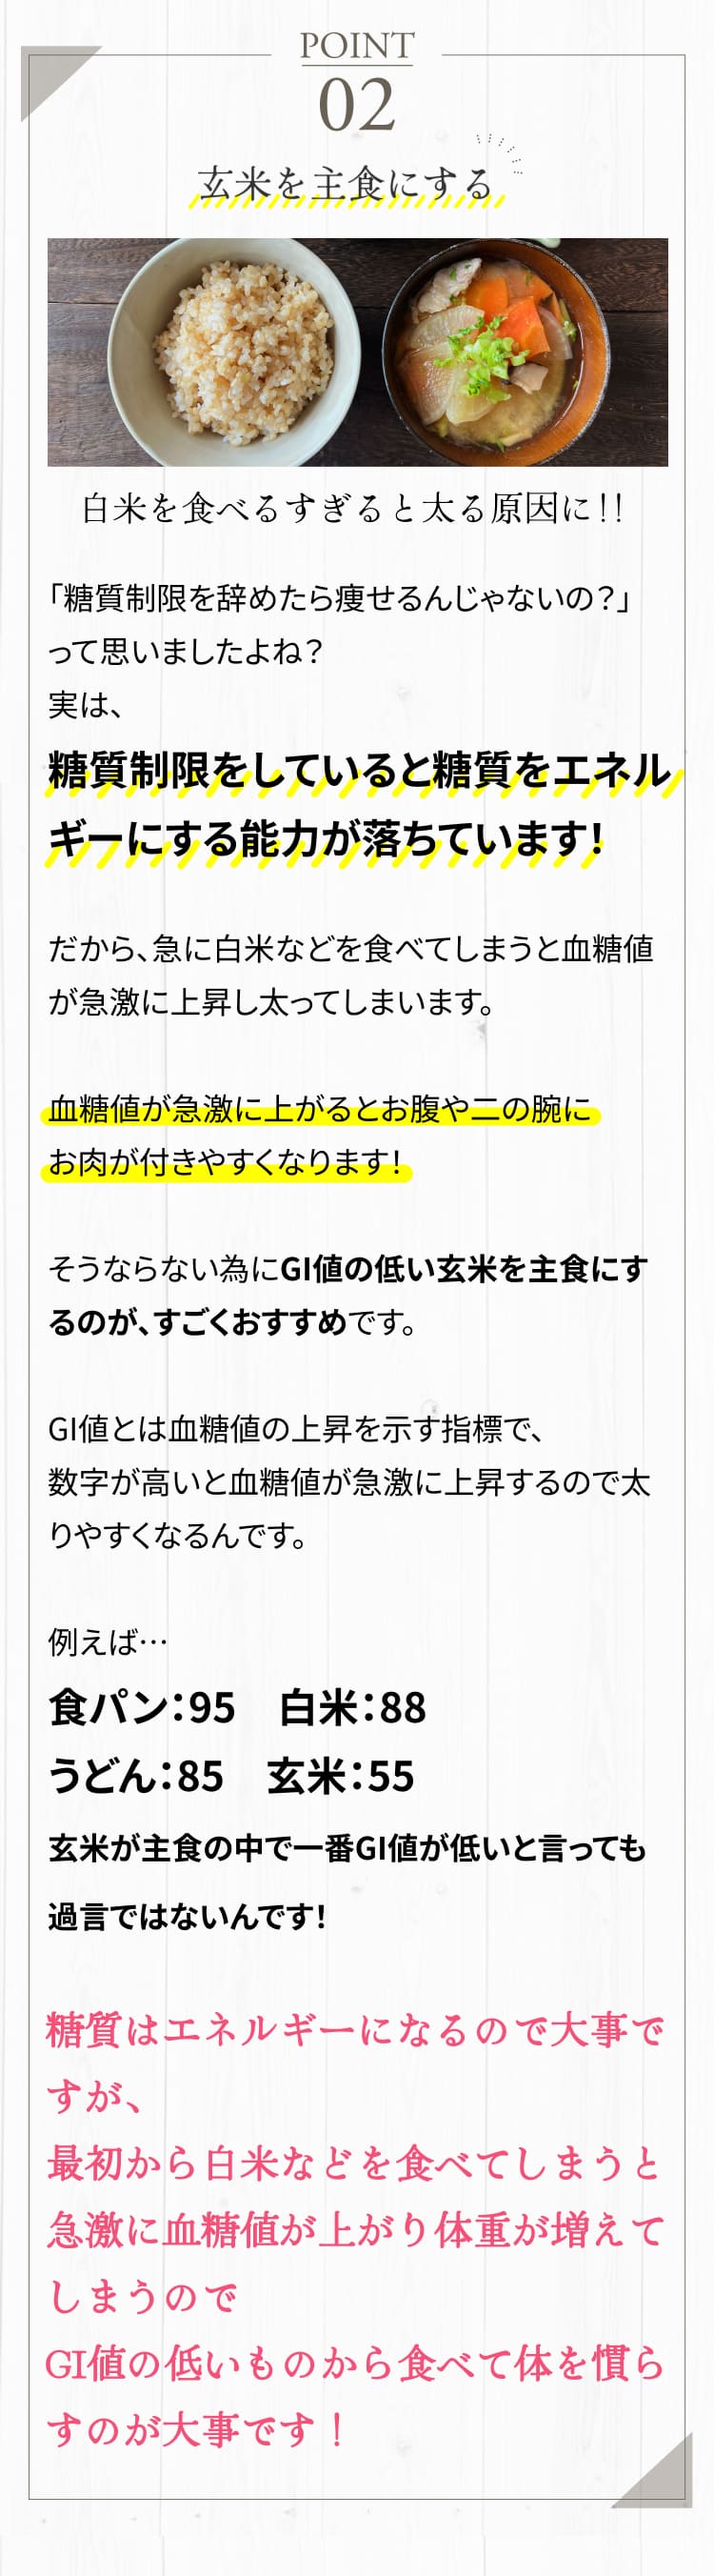 POINT
02
玄米を主食にする
白米を食べるすぎると太る原因に!!
「糖質制限を辞めたら痩せるんじゃないの？」
って思いましたよね？
実は、
糖質制限をしていると糖質をエネル
ギーにする能力が落ちています！
だから、急に白米などを食べてしまうと血糖値
が急激に上昇し太ってしまいます。
血糖値が急激に上がるとお腹や二の腕に
お肉が付きやすくなります！
そうならない為にGI値の低い玄米を主食にす
るのが、すごくおすすめです。
GI値とは血糖値の上昇を示す指標で、
数字が高いと血糖値が急激に上昇するので太
りやすくなるんです。
例えば…
食パン：95　白米：88
うどん：85　玄米：55
玄米が主食の中で一番GI値が低いと言っても
過言ではないんです！
糖質はエネルギーになるので大事で
すが、
最初から白米などを食べてしまうと
急激に血糖値が上がり体重が増えて
しまうので
GI値の低いものから食べて体を慣ら
すのが大事です！